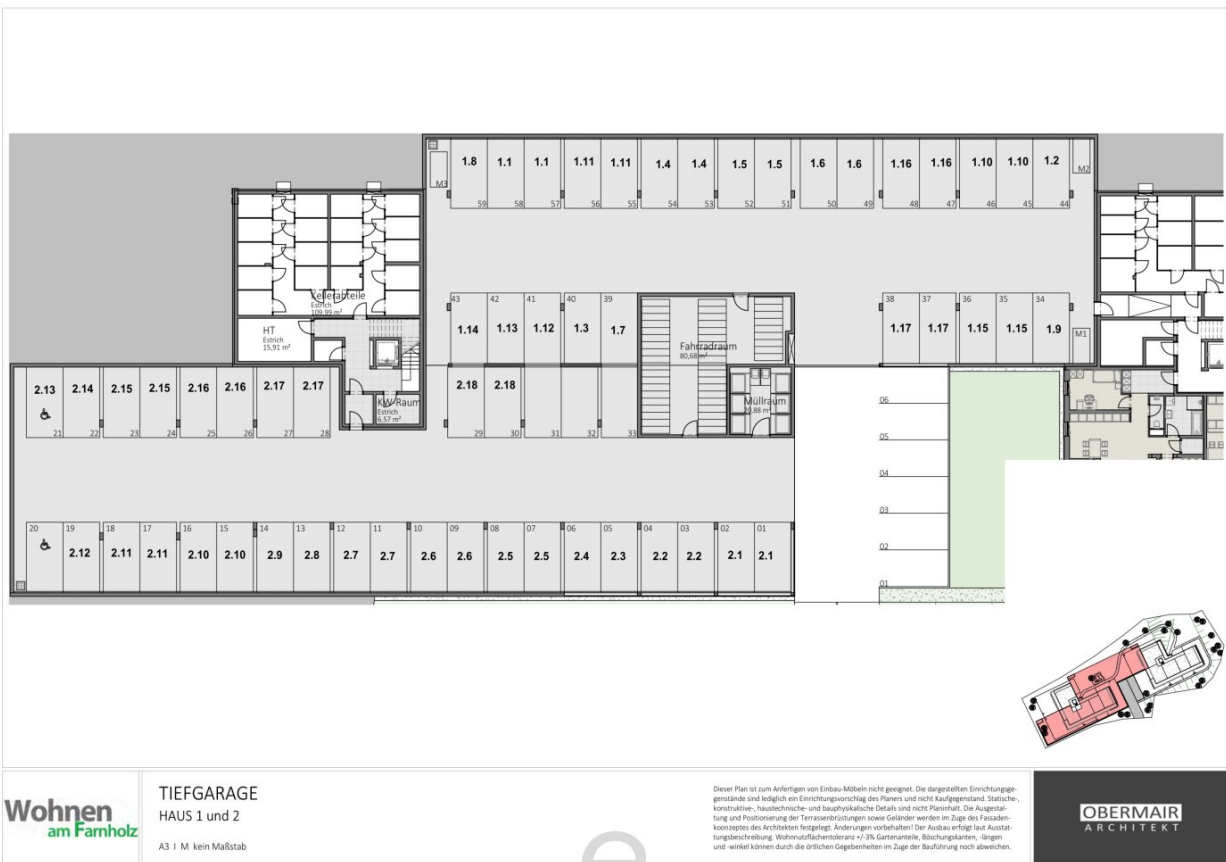 1.8 1.1 1.1 1.11 1.11 1.4 1.4 1.5 1.5 1.6 1.6 1.16 1.16 1.10 1.10 1.2
M3 M2
59 58 57 56 55 54 53 52 51 50 49 48 47 46 45 44
Kellerabteile
Estrich
109,99 m²
HT
Estrich
15,91 m²
43 42 41 40 39 38 37 36 35 34
1.14 1.13 1.12 1.3 1.7 1.17 1.17 1.15 1.15 1.9
M1
Fahrradraum
80,68 m²
2.13 2.14 2.15 2.15 2.16 2.16 2.17 2.17 2.18 2.18
KW-Raum
Estrich
6,57 m²
Müllraum
20,88 m²
21 22 23 24 25 26 27 28 29 30 31 32 33
06
05
04
03
02
01
20 19 18 17 16 15 14 13 12 11 10 09 08 07 06 05 04 03 02 01
2.12 2.11 2.11 2.10 2.10 2.9 2.8 2.7 2.7 2.6 2.6 2.5 2.5 2.4 2.3 2.2 2.2 2.1 2.1
Wohnen
am Farnholz
TIEFGARAGE
HAUS 1 und 2
A3 I M kein Maßstab
Dieser Plan ist zum Anfertigen von Einbau-Möbeln nicht geeignet. Die dargestellten Einrichtungsge-
genstände sind lediglich ein Einrichtungsvorschlag des Planers und nicht Kaufgegenstand. Statische-,
konstruktive-, haustechnische- und bauphysikalische Details sind nicht Planinhalt. Die Ausgestal-
tung und Positionierung der Terrassenbrüstungen sowie Geländer werden im Zuge des Fassaden-
konzeptes des Architekten festgelegt. Änderungen vorbehalten! Der Ausbau erfolgt laut Ausstat-
tungsbeschreibung. Wohnnutzflächentoleranz +/-3% Gartenanteile, Böschungskanten, -längen
und -winkel können durch die örtlichen Gegebenheiten im Zuge der Bauführung noch abweichen.
OBERMAIR
ARCHITEKT